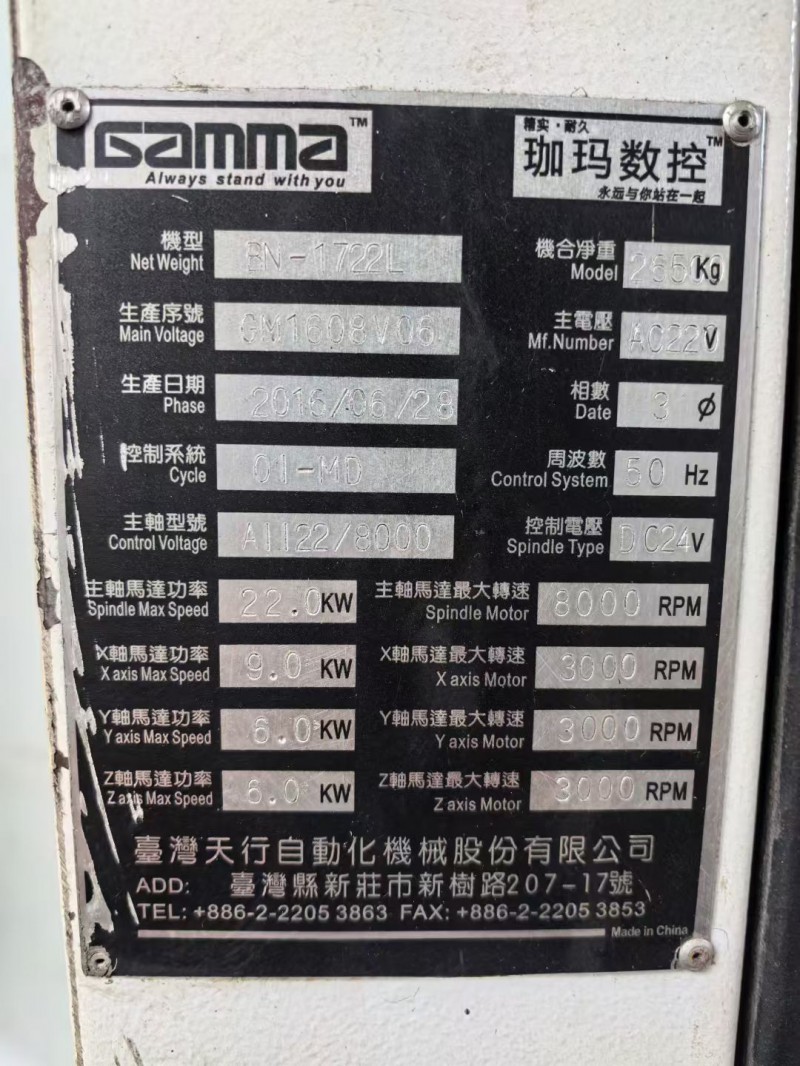 GAMMA™
Always stand with you
精实·耐久
珈玛数控™
永远与你站在一起
機型 BN-1722L 機合淨重 26500 Kg
Net Weight Model
生產序號 GM1608V06 主電壓 AC220 V
Main Voltage Mf.Number
生產日期 2016/06/28 相數 3 Ø
Phase Date
控制系統 OI-MD 周波數 50 Hz
Cycle Control System
主軸型號 A1122/8000 控制電壓 DC24 V
Control Voltage Spindle Type
主軸馬達功率 22.0 KW 主軸馬達最大轉速 8000 RPM
Spindle Max Speed Spindle Motor
X軸馬達功率 9.0 KW X軸馬達最大轉速 3000 RPM
X axis Max Speed X axis Motor
Y軸馬達功率 6.0 KW Y軸馬達最大轉速 3000 RPM
Y axis Max Speed Y axis Motor
Z軸馬達功率 6.0 KW Z軸馬達最大轉速 3000 RPM
Z axis Max Speed Z axis Motor
臺灣天行自動化機械股份有限公司
ADD: 臺灣縣新莊市新樹路207-17號
TEL: +886-2-2205 3863 FAX: +886-2-2205 3853
Made in China